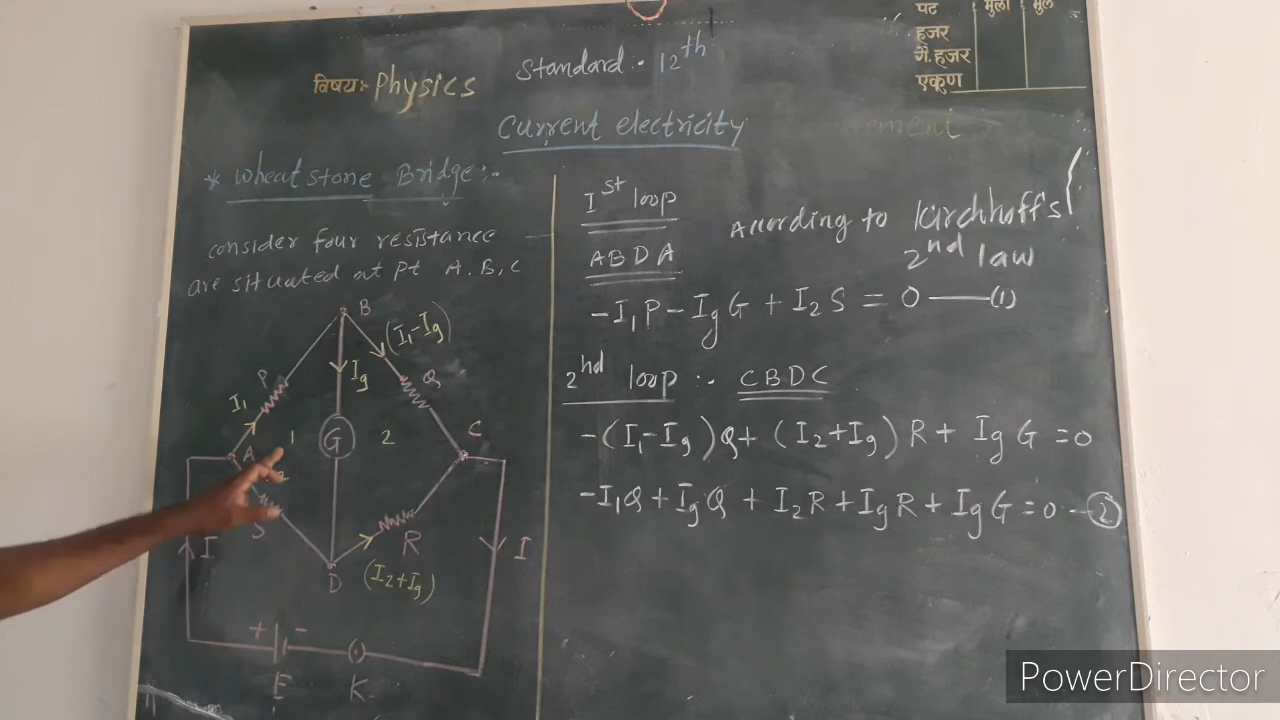 पट मुली मुले
हजर
गै.हजर
एकुण
विषयः- Physics
Standard:- 12th
Current electricity
* Wheatstone Bridge:-
consider four resistance
are situated at pt A, B, C
B
(I1-Ig)
P
Ig
Q
I1
1
G
2
C
A
S
R
D
(I2+Ig)
I
I
+ -
E
K
Ist loop
According to Kirchhoff's
2nd law
ABDA
-I1P - IgG + I2S = 0 —(1)
2nd loop:- CBDC
-(I1-Ig)Q + (I2+Ig)R + IgG = 0
-I1Q + IgQ + I2R + IgR + IgG = 0 - 2
PowerDirector